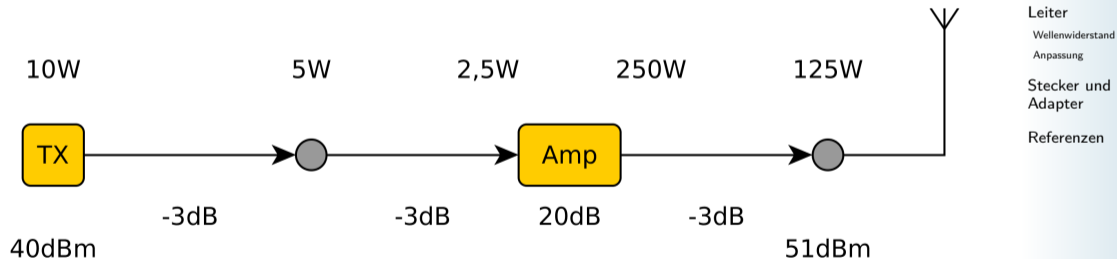 10W 5W 2,5W 250W 125W
TX Amp
-3dB -3dB 20dB -3dB
40dBm 51dBm
Leiter
Wellenwiderstand
Anpassung
Stecker und
Adapter
Referenzen